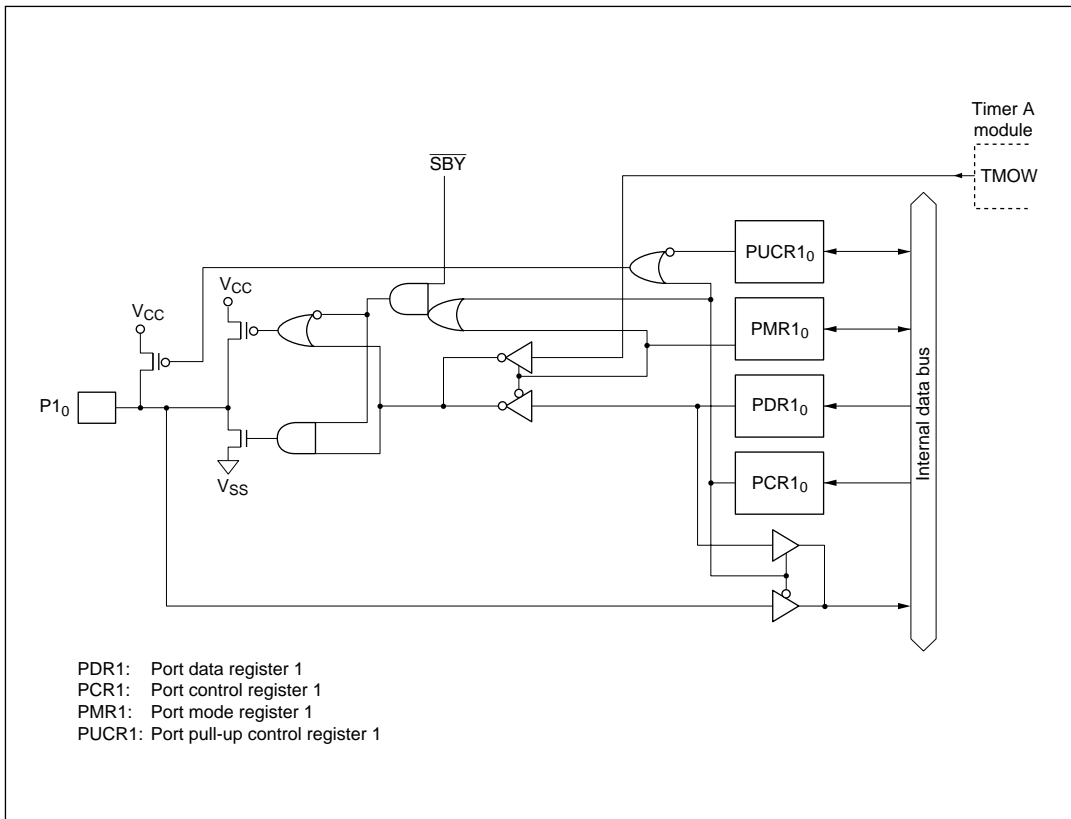 Timer A
module
TMOW
SBY
PUCR10
VCC
VCC
PMR10
P10
PDR10
VSS
PCR10
Internal data bus
PDR1: Port data register 1
PCR1: Port control register 1
PMR1: Port mode register 1
PUCR1: Port pull-up control register 1